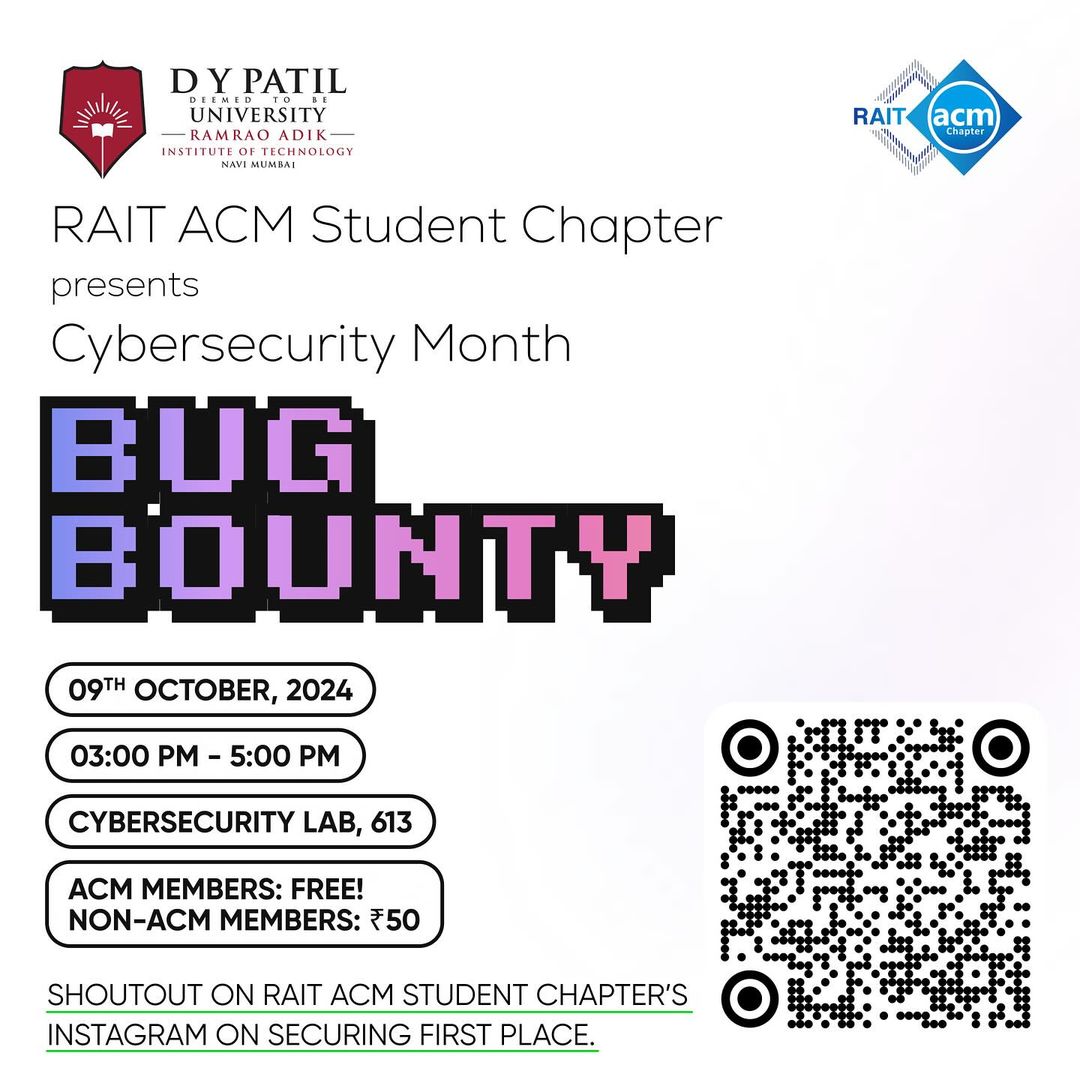 D Y PATIL
DEEMED TO BE
UNIVERSITY
RAMRAO ADIK
INSTITUTE OF TECHNOLOGY
NAVI MUMBAI
RAIT acm
Chapter
RAIT ACM Student Chapter
presents
Cybersecurity Month
BUG
BOUNTY
09TH OCTOBER, 2024
03:00 PM - 5:00 PM
CYBERSECURITY LAB, 613
ACM MEMBERS: FREE!
NON-ACM MEMBERS: ₹50
SHOUTOUT ON RAIT ACM STUDENT CHAPTER'S
INSTAGRAM ON SECURING FIRST PLACE.